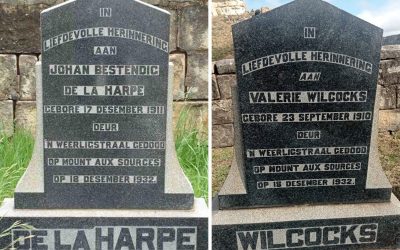 IN
LIEFDEVOLLE HERINNERING
AAN
JOHAN BESTENDIG
DE LA HARPE
GEBORE 17 DESEMBER 1911
DEUR
'N WEERLIGSTRAAL GEDOOD
OP MOUNT AUX SOURCES
OP 18 DESEMBER 1932.
DE LA HARPE
IN
LIEFDEVOLLE HERINNERING
AAN
VALERIE WILCOCKS
GEBORE 23 SEPTEMBER 1910
DEUR
'N WEERLIGSTRAAL GEDOOD
OP MOUNT AUX SOURCES
OP 18 DESEMBER 1932.
WILCOCKS